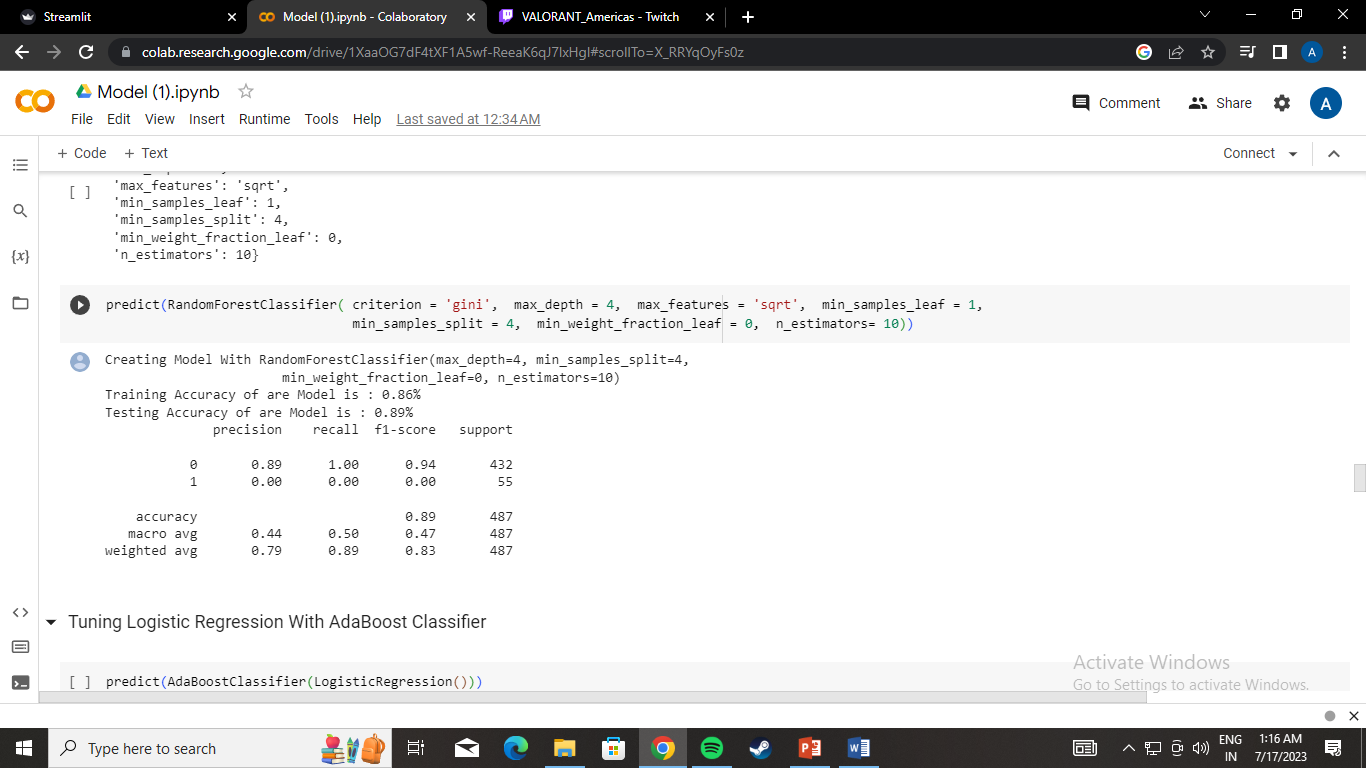 Streamlit
Model (1).ipynb - Colaboratory
VALORANT_Americas - Twitch
colab.research.google.com/drive/1XaaOG7dF4tXF1A5wf-ReeaK6qJ7lxHgl#scrollTo=X_RRYqOyFs0z
A
Model (1).ipynb
File Edit View Insert Runtime Tools Help Last saved at 12:34 AM
Comment Share A
+ Code + Text
Connect
[ ]
'max_features': 'sqrt',
'min_samples_leaf': 1,
'min_samples_split': 4,
'min_weight_fraction_leaf': 0,
'n_estimators': 10}
{x}
predict(RandomForestClassifier( criterion = 'gini', max_depth = 4, max_features = 'sqrt', min_samples_leaf = 1,
min_samples_split = 4, min_weight_fraction_leaf = 0, n_estimators= 10))
Creating Model With RandomForestClassifier(max_depth=4, min_samples_split=4,
min_weight_fraction_leaf=0, n_estimators=10)
Training Accuracy of are Model is : 0.86%
Testing Accuracy of are Model is : 0.89%
precision recall f1-score support
0 0.89 1.00 0.94 432
1 0.00 0.00 0.00 55
accuracy 0.89 487
macro avg 0.44 0.50 0.47 487
weighted avg 0.79 0.89 0.83 487
Tuning Logistic Regression With AdaBoost Classifier
[ ] predict(AdaBoostClassifier(LogisticRegression()))
Activate Windows
Go to Settings to activate Windows.
Type here to search
ENG
IN
1:16 AM
7/17/2023